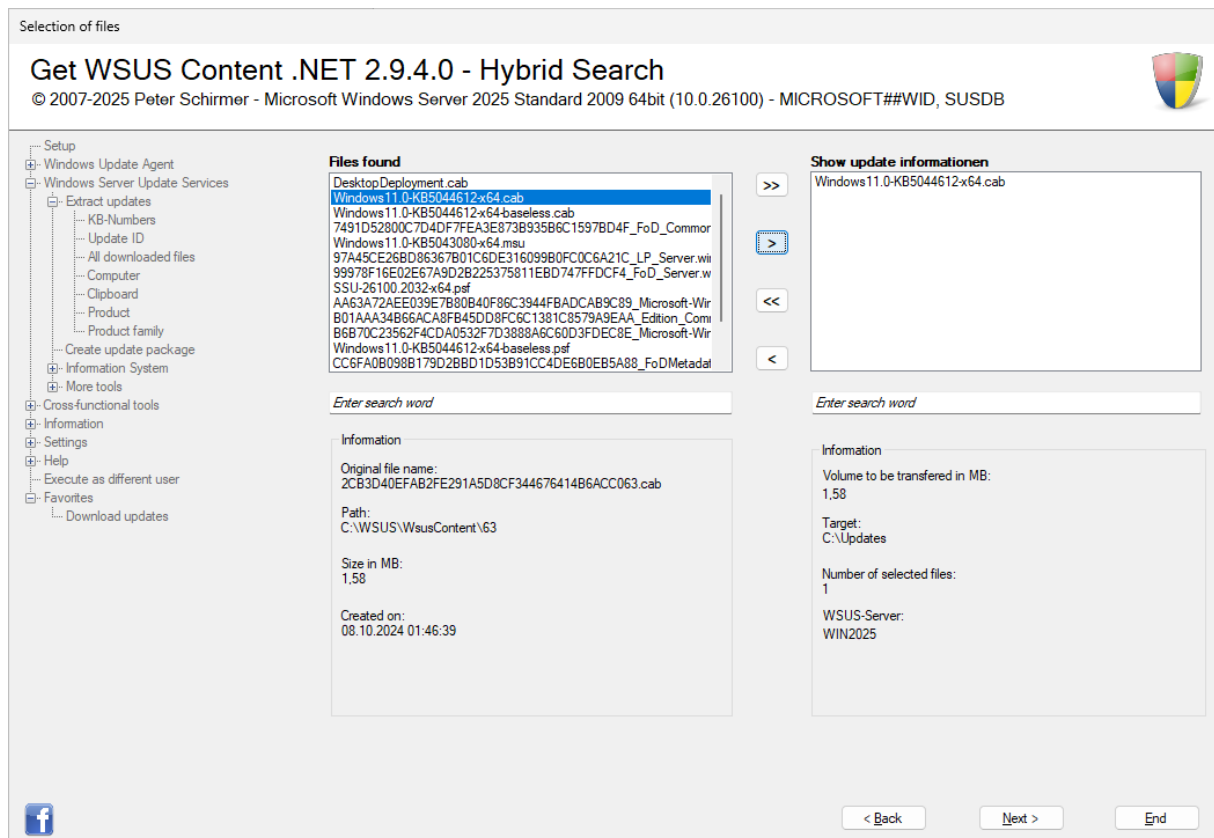 Selection of files
Get WSUS Content .NET 2.9.4.0 - Hybrid Search
© 2007-2025 Peter Schirmer - Microsoft Windows Server 2025 Standard 2009 64bit (10.0.26100) - MICROSOFT##WID, SUSDB
Setup
Windows Update Agent
Windows Server Update Services
Extract updates
KB-Numbers
Update ID
All downloaded files
Computer
Clipboard
Product
Product family
Create update package
Information System
More tools
Cross-functional tools
Information
Settings
Help
Execute as different user
Favorites
Download updates
Files found
DesktopDeployment.cab
Windows11.0-KB5044612-x64.cab
Windows11.0-KB5044612-x64-baseless.cab
7491D52800C7D4DF7FEA3E873B935B6C1597BD4F_FoD_Common
Windows11.0-KB5043080-x64.msu
97A45CE26BD86367B01C6DE316099B0FC0C6A21C_LP_Server.win
99978F16E02E67A9D2B225375811EBD747FFDCF4_FoD_Server.w
SSU-26100.2032-x64.psf
AA63A72AEE039E7B80B40F86C3944FBADCAB9C89_Microsoft-Wir
B01AAA34B66ACA8FB45DD8FC6C1381C8579A9EAA_Edition_Com
B6B70C23562F4CDA0532F7D3888A6C60D3FDEC8E_Microsoft-Wir
Windows11.0-KB5044612-x64-baseless.psf
CC6FA0B098B179D2BBD1D53B91CC4DE6B0EB5A88_FoDMetadat
Enter search word
Information
Original file name:
2CB3D40EFAB2FE291A5D8CF344676414B6ACC063.cab
Path:
C:\WSUS\WsusContent\63
Size in MB:
1,58
Created on:
08.10.2024 01:46:39
>>
>
<<
<
Show update informationen
Windows11.0-KB5044612-x64.cab
Enter search word
Information
Volume to be transfered in MB:
1,58
Target:
C:\Updates
Number of selected files:
1
WSUS-Server:
WIN2025
< Back
Next >
End